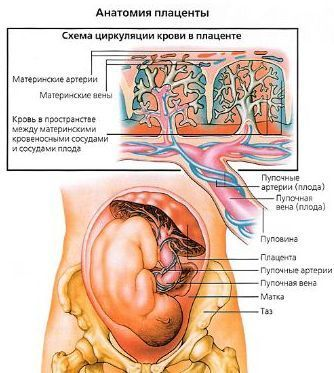 Анатомия плаценты
Схема циркуляции крови в плаценте
Материнские артерии
Материнские вены
Кровь в пространстве
между материнскими
кровеносными сосудами
и сосудами плода
Пупочные
артерии (плода)
Пупочная
вена (плода)
Пуповина
Плацента
Пупочные артерии
Пупочная вена
Матка
Таз